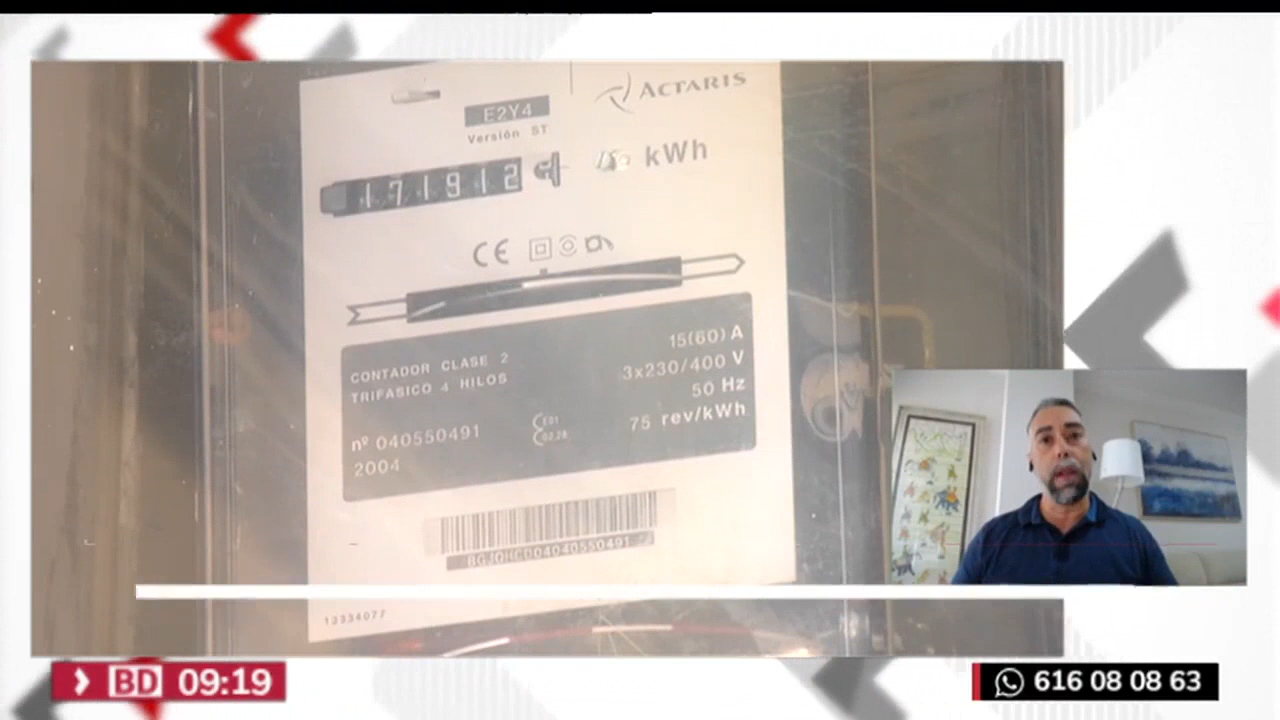 ACTARIS
E2Y4
Versión ST
171912
kWh
CE
CONTADOR CLASE 2
TRIFASICO 4 HILOS
15(60) A
3x230/400 V
50 Hz
75 rev/kWh
nº 040550491
2004
13334077
BD 09:19
616 08 08 63